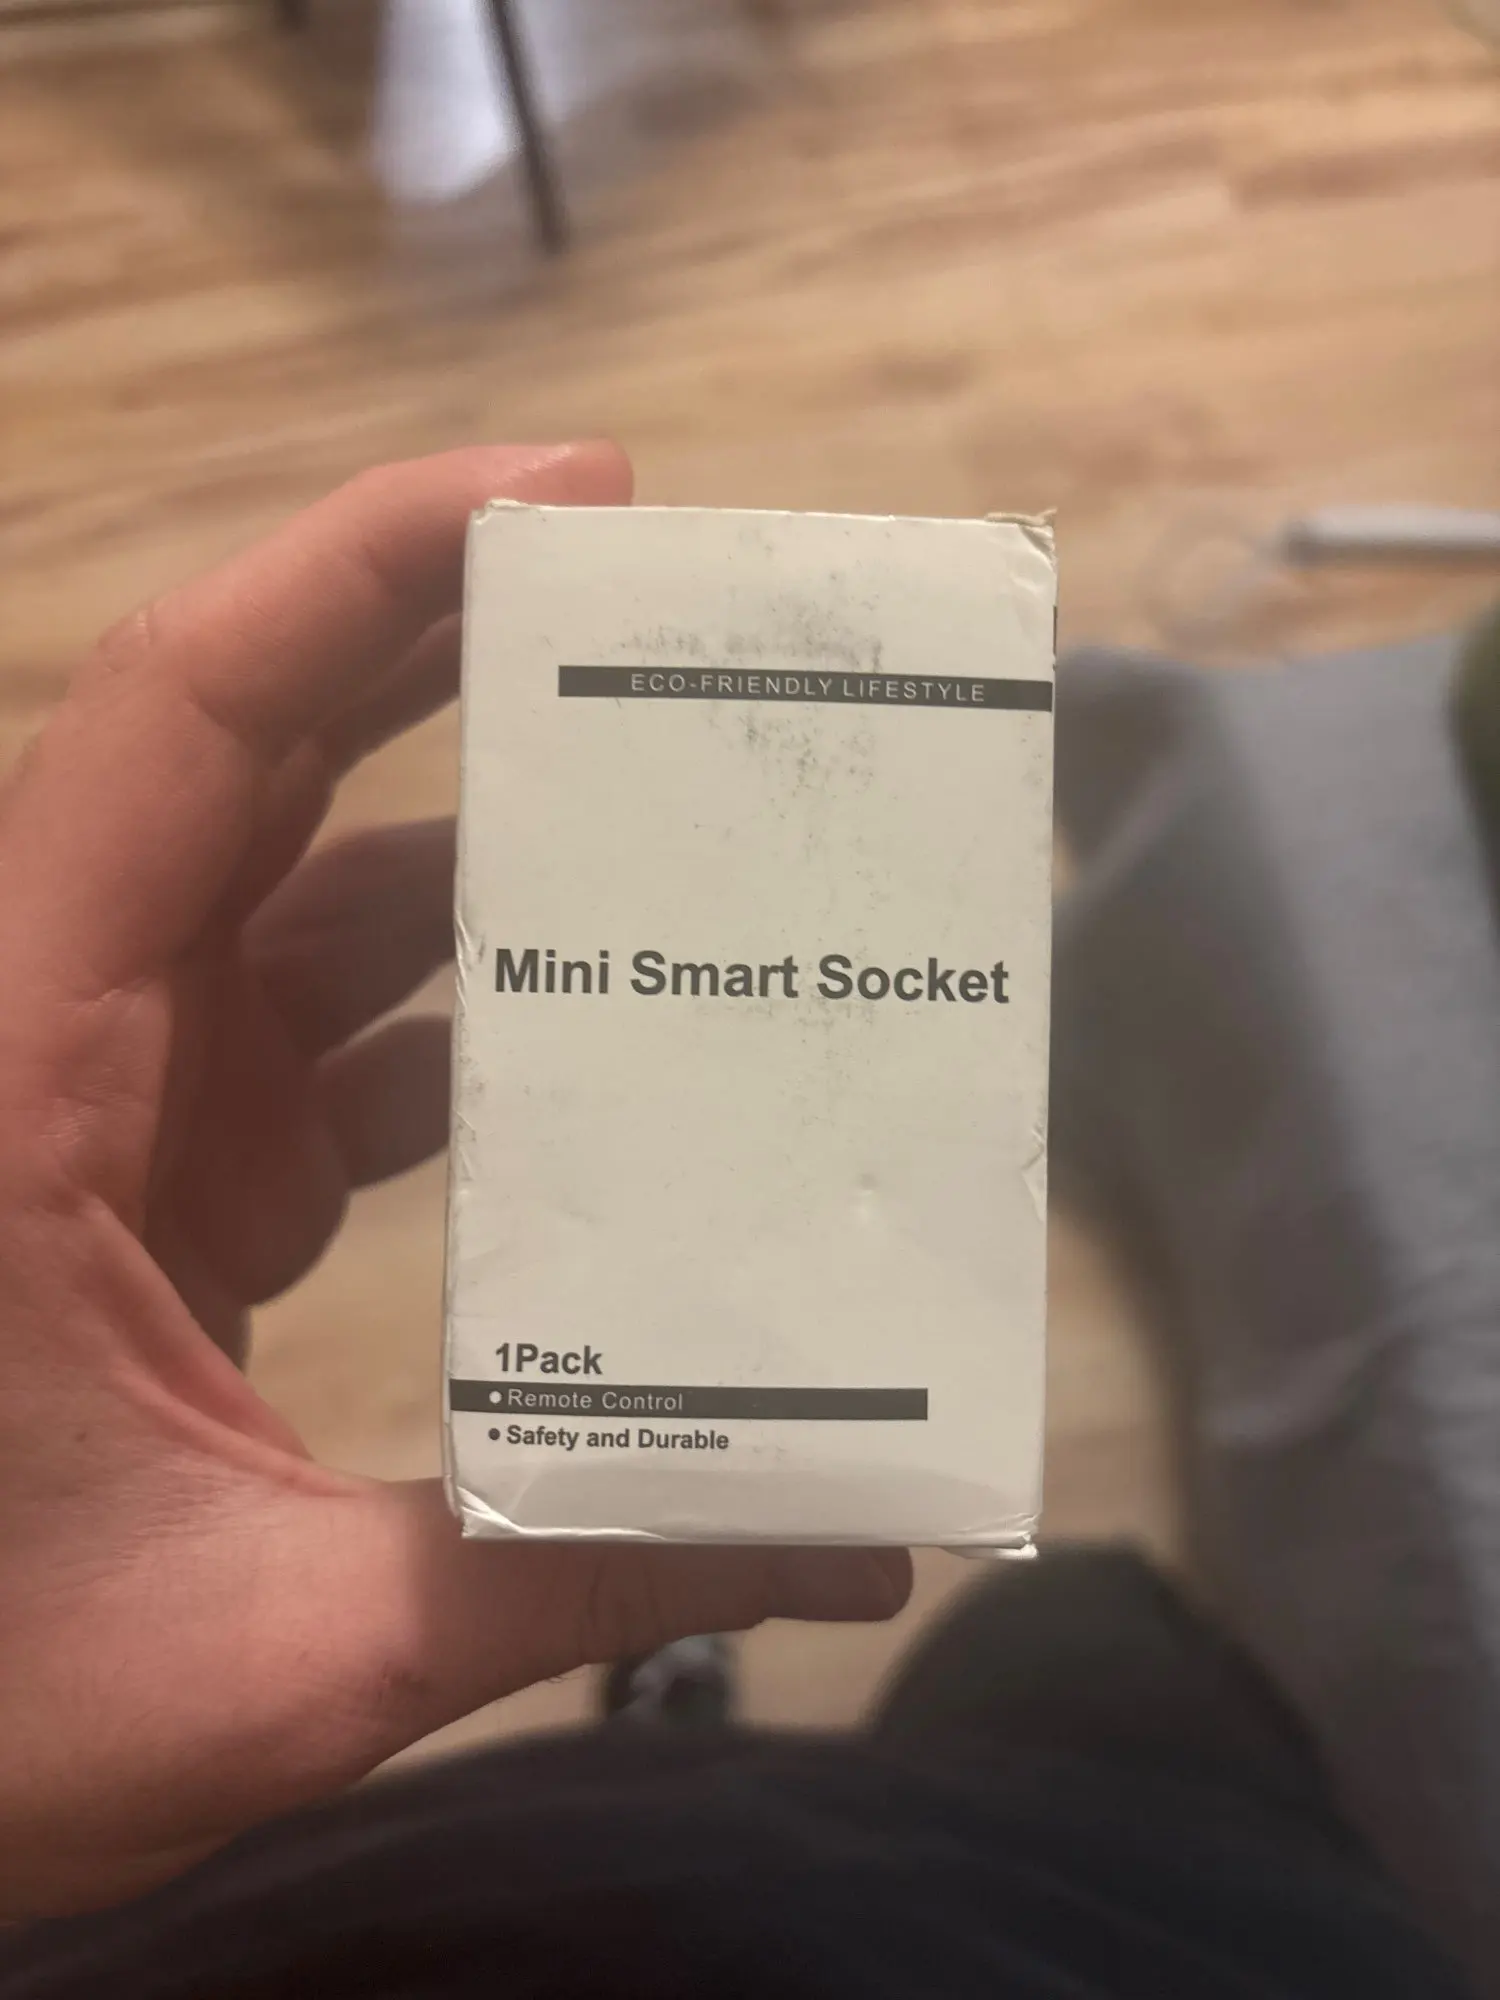 ECO-FRIENDLY LIFESTYLE
Mini Smart Socket
1Pack
• Remote Control
• Safety and Durable